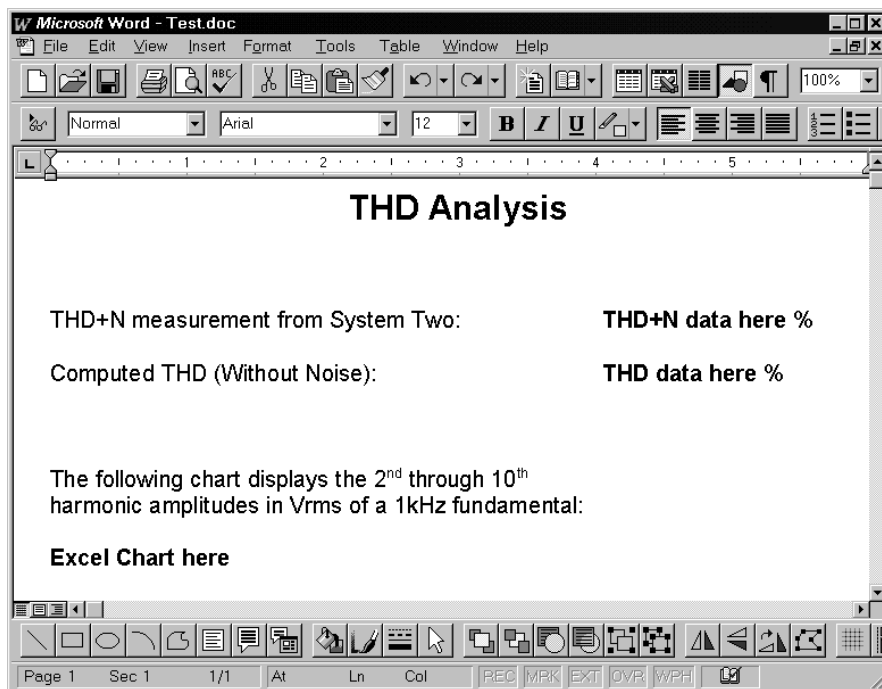 Microsoft Word - Test.doc
File Edit View Insert Format Tools Table Window Help
ABC 100%
Normal Arial 12 B I U
1 2 3 4 5
THD Analysis
THD+N measurement from System Two: THD+N data here %
Computed THD (Without Noise): THD data here %
The following chart displays the 2nd through 10th
harmonic amplitudes in Vrms of a 1kHz fundamental:
Excel Chart here
Page 1 Sec 1 1/1 At Ln Col REC MRK EXT OVR WPH